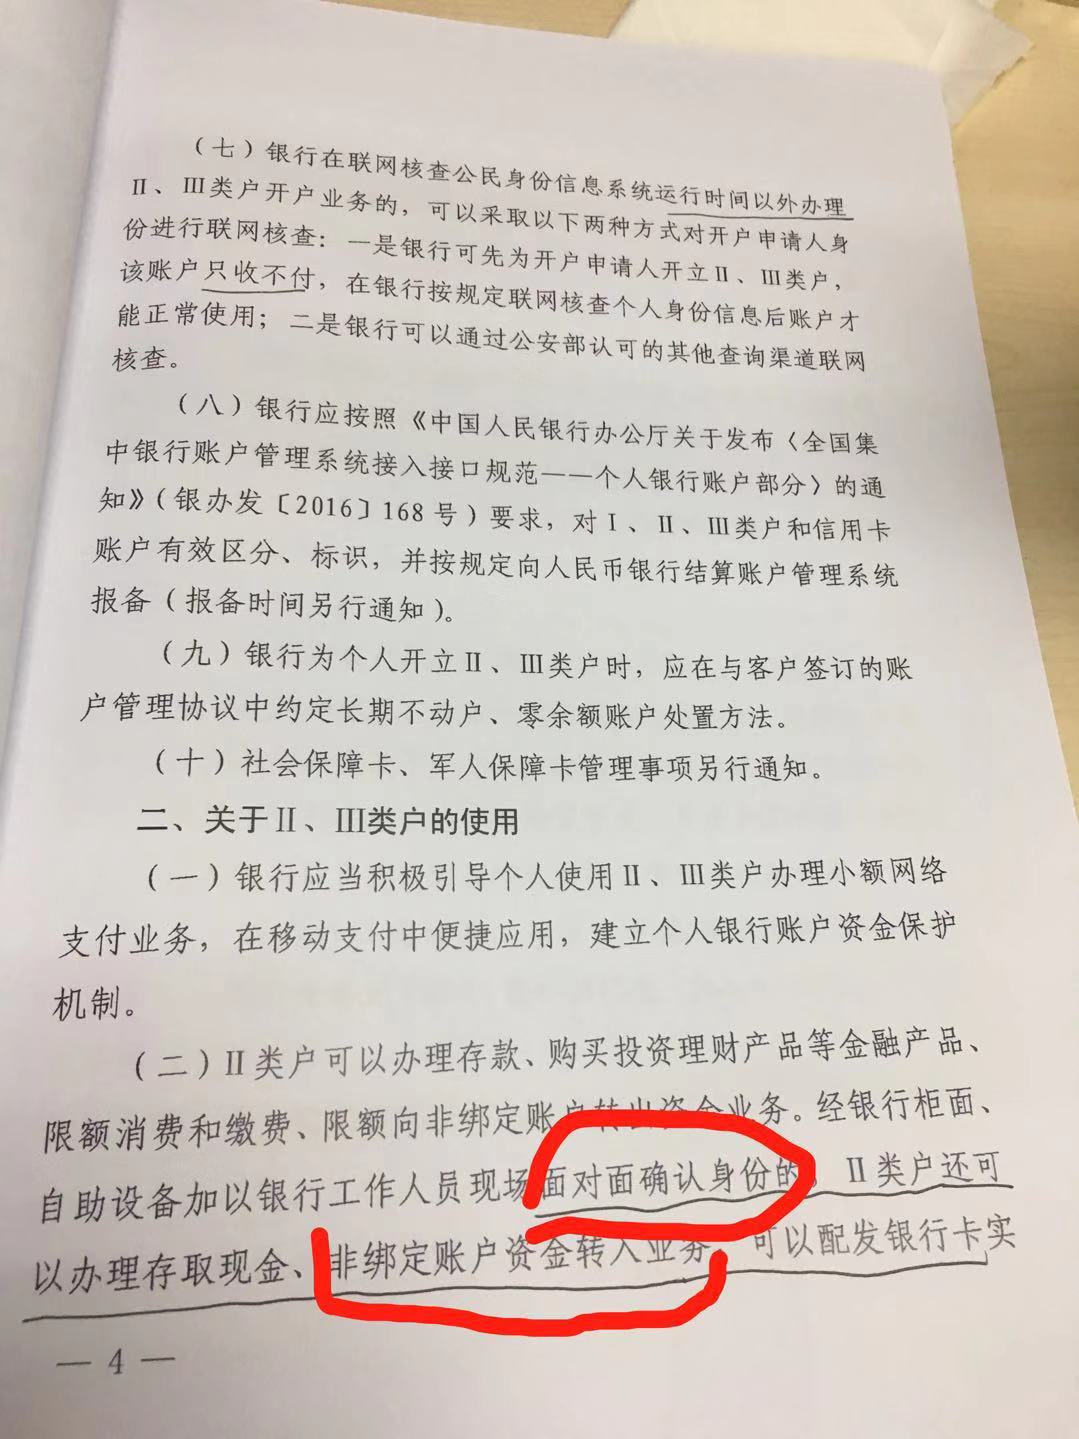 （七）银行在联网核查公民身份信息系统运行时间以外办理
Ⅱ、Ⅲ类户开户业务的，可以采取以下两种方式对开户申请人身
份进行联网核查：一是银行可先为开户申请人开立Ⅱ、Ⅲ类户，
该账户只收不付，在银行按规定联网核查个人身份信息后账户才
能正常使用；二是银行可以通过公安部认可的其他查询渠道联网
核查。
（八）银行应按照《中国人民银行办公厅关于发布〈全国集
中银行账户管理系统接入接口规范——个人银行账户部分〉的通
知》（银办发〔2016〕168号）要求，对Ⅰ、Ⅱ、Ⅲ类户和信用卡
账户有效区分、标识，并按规定向人民币银行结算账户管理系统
报备（报备时间另行通知）。
（九）银行为个人开立Ⅱ、Ⅲ类户时，应在与客户签订的账
户管理协议中约定长期不动户、零余额账户处置方法。
（十）社会保障卡、军人保障卡管理事项另行通知。
二、关于Ⅱ、Ⅲ类户的使用
（一）银行应当积极引导个人使用Ⅱ、Ⅲ类户办理小额网络
支付业务，在移动支付中便捷应用，建立个人银行账户资金保护
机制。
（二）Ⅱ类户可以办理存款、购买投资理财产品等金融产品、
限额消费和缴费、限额向非绑定账户转出资金业务。经银行柜面、
自助设备加以银行工作人员现场面对面确认身份的，Ⅱ类户还可
以办理存取现金、非绑定账户资金转入业务，可以配发银行卡实
— 4 —